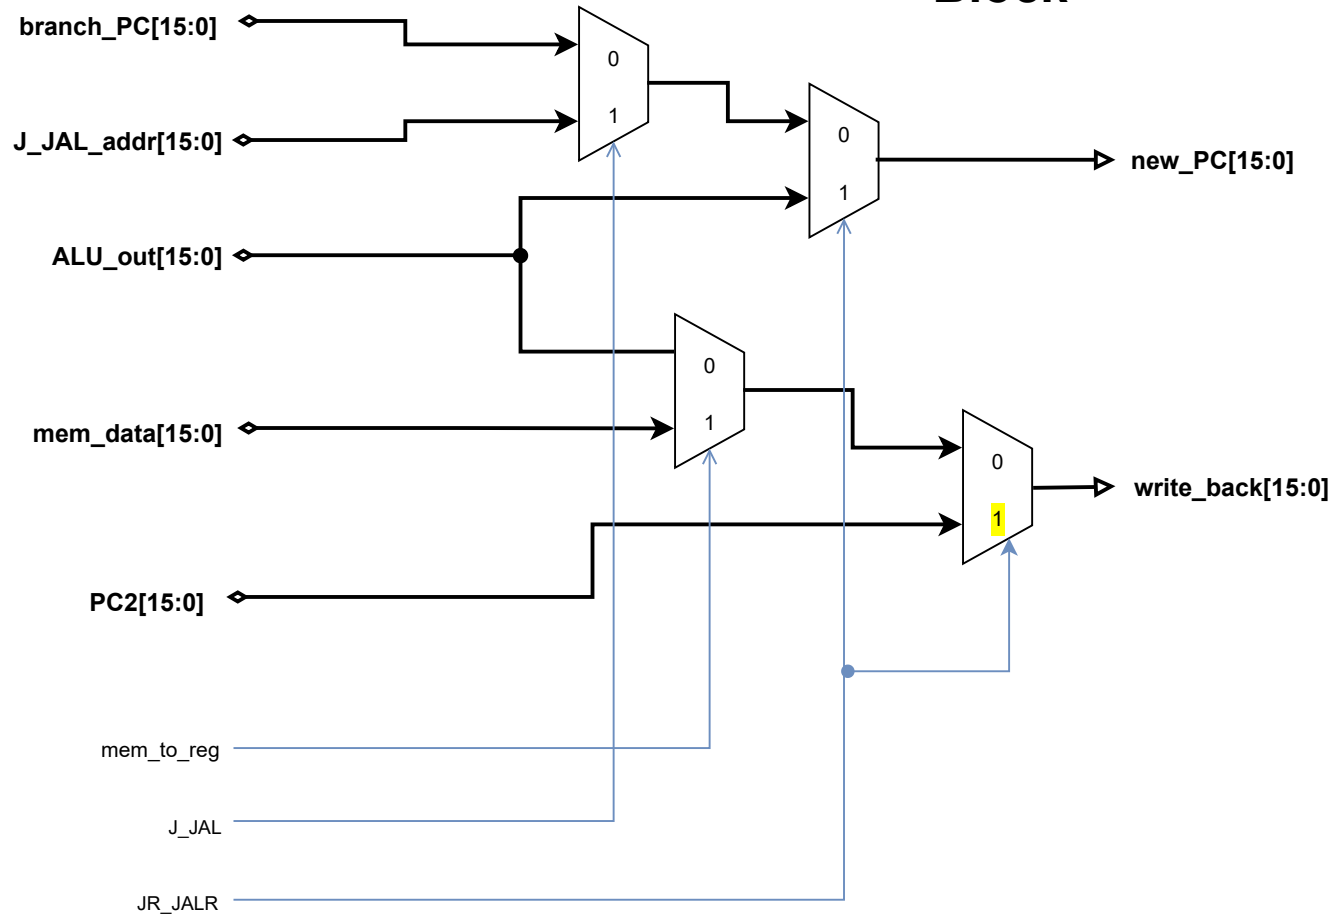 branch_PC[15:0]
0
J_JAL_addr[15:0]
1
0
new_PC[15:0]
1
ALU_out[15:0]
0
mem_data[15:0]
1
0
write_back[15:0]
1
PC2[15:0]
mem_to_reg
J_JAL
JR_JALR